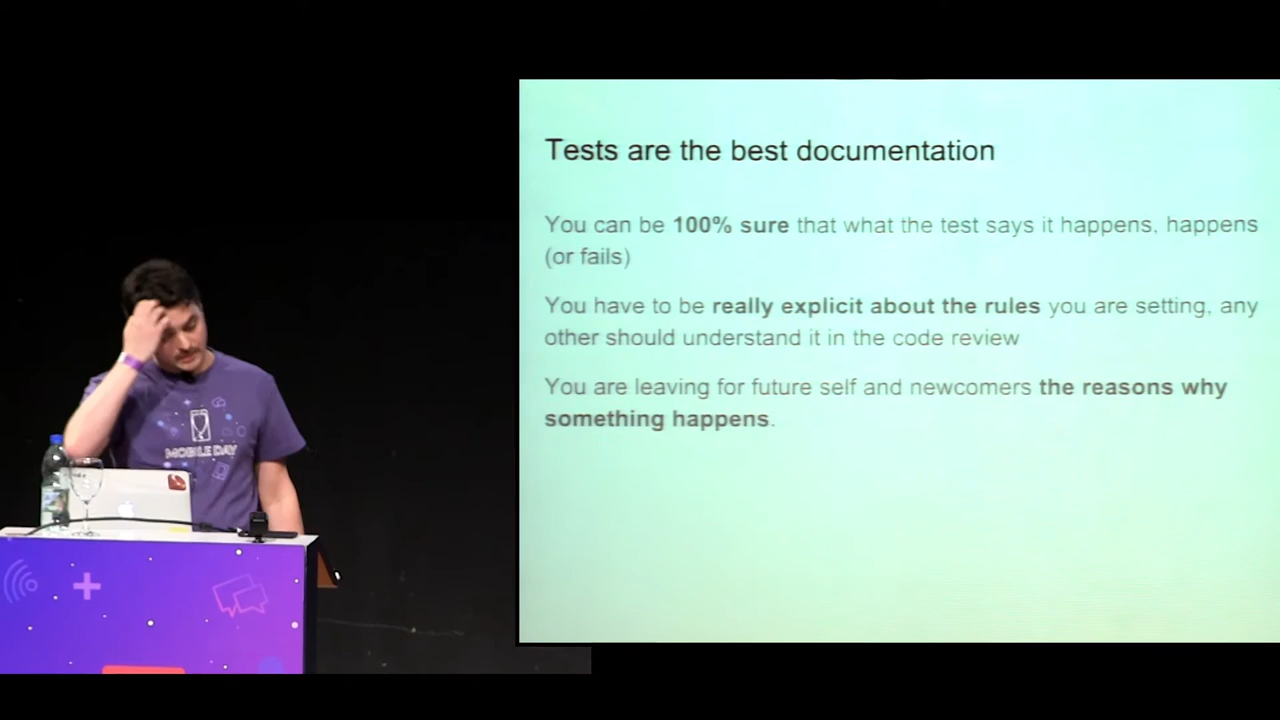 Tests are the best documentation
You can be 100% sure that what the test says it happens, happens
(or fails)
You have to be really explicit about the rules you are setting, any
other should understand it in the code review
You are leaving for future self and newcomers the reasons why
something happens.
MOBILE DAY